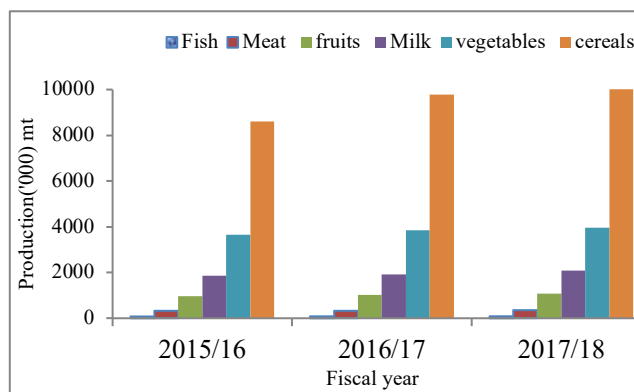 Fish Meat fruits Milk vegetables cereals
Production('000) mt
10000
8000
6000
4000
2000
0
2015/16 2016/17 2017/18
Fiscal year